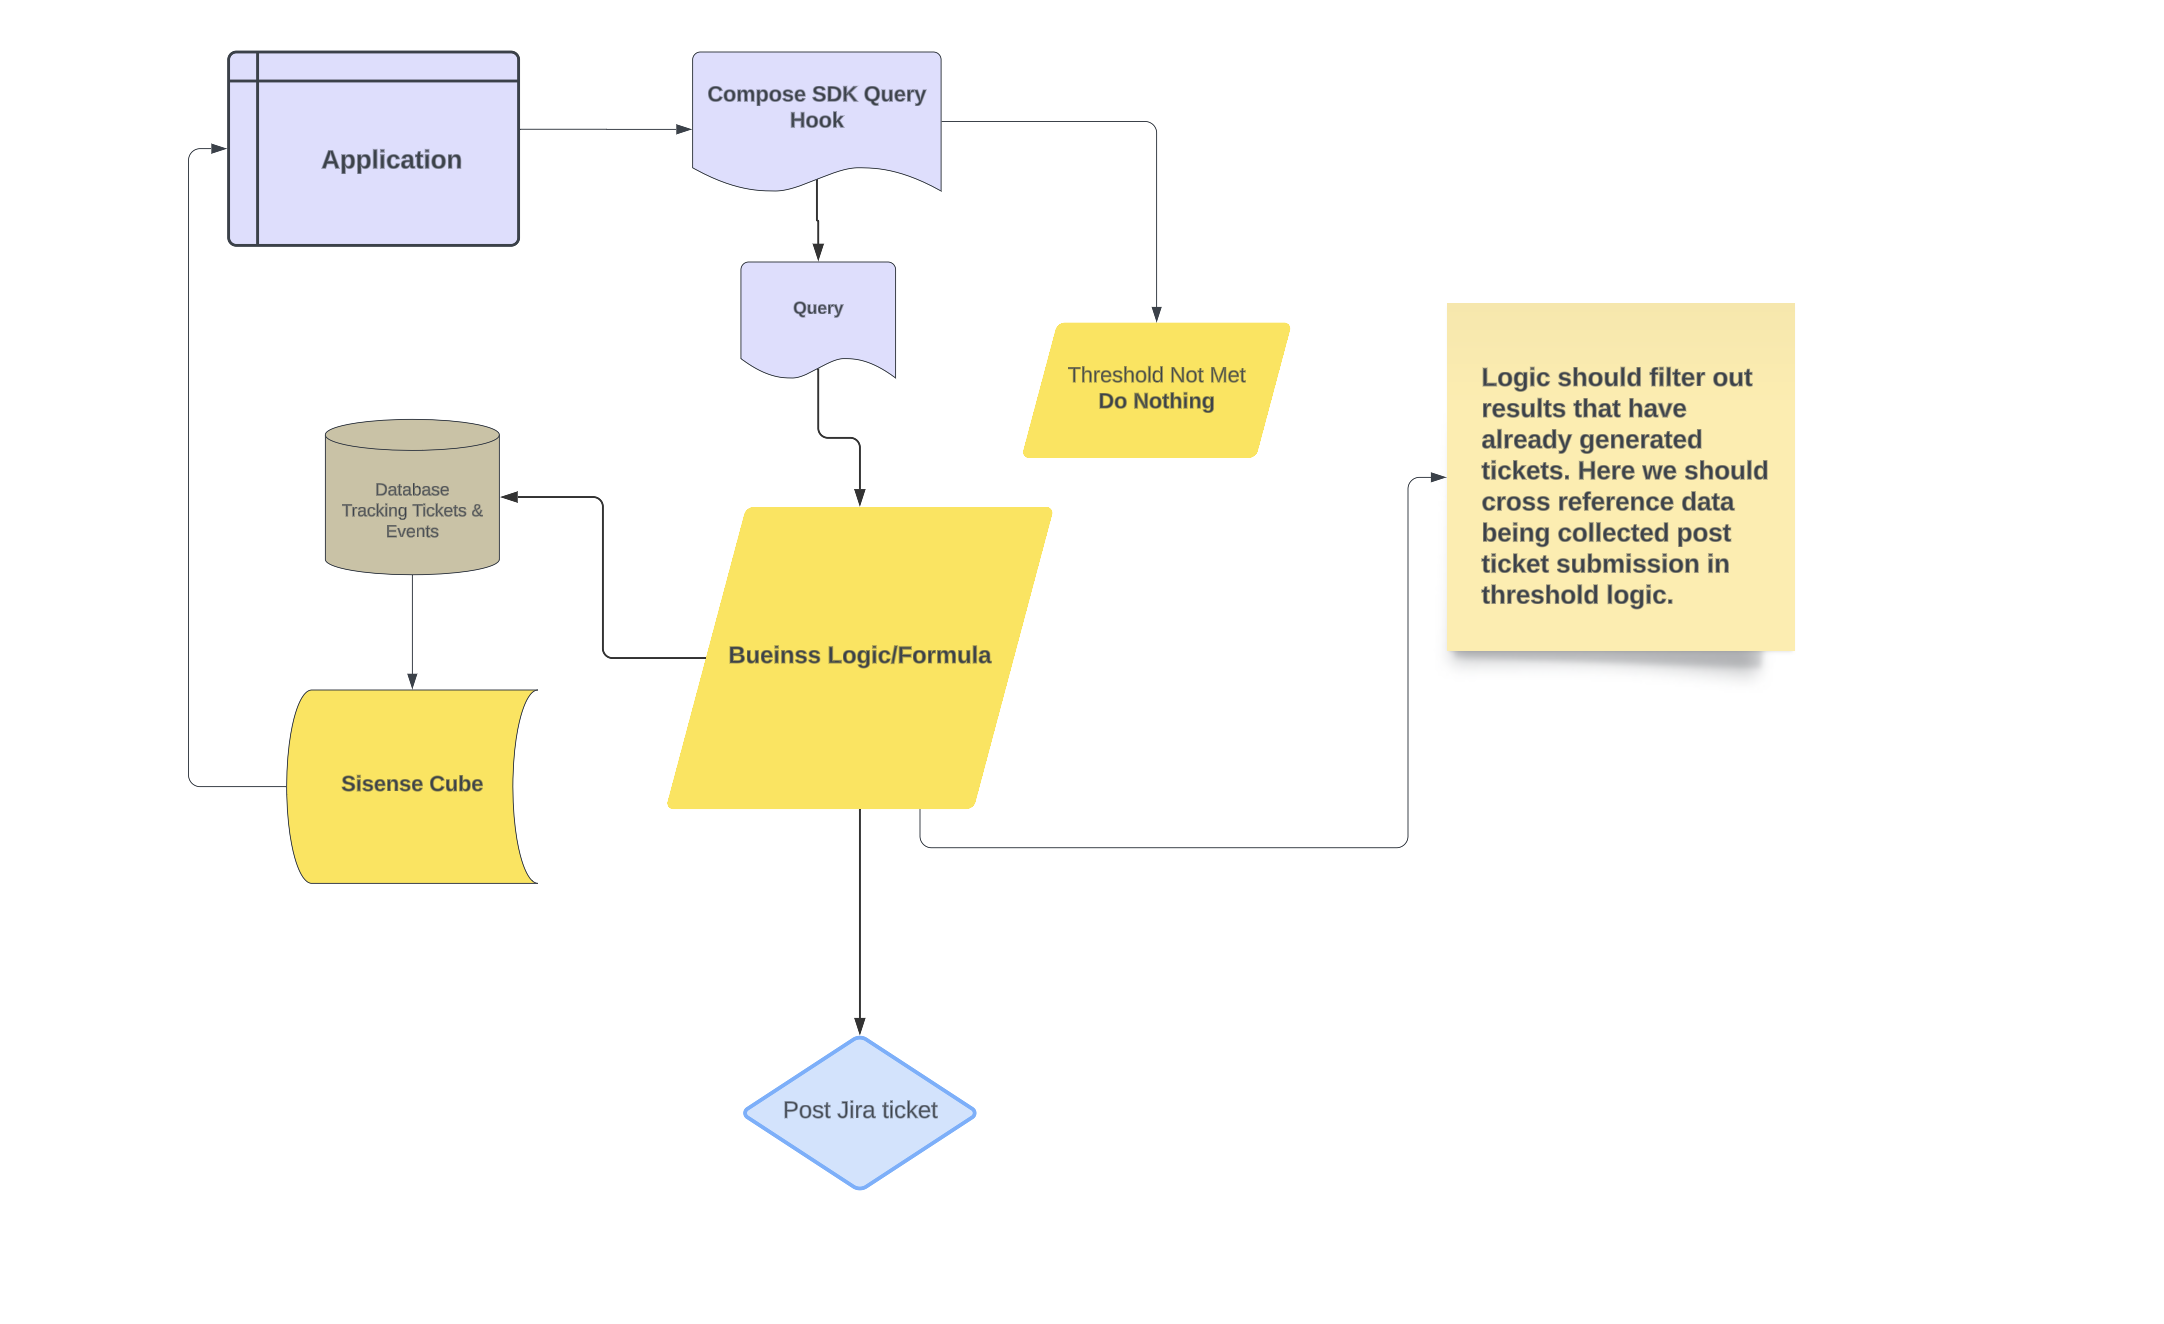 Application
Compose SDK Query
Hook
Query
Threshold Not Met
Do Nothing
Logic should filter out
results that have
already generated
tickets. Here we should
cross reference data
being collected post
ticket submission in
threshold logic.
Database
Tracking Tickets &
Events
Bueinss Logic/Formula
Sisense Cube
Post Jira ticket